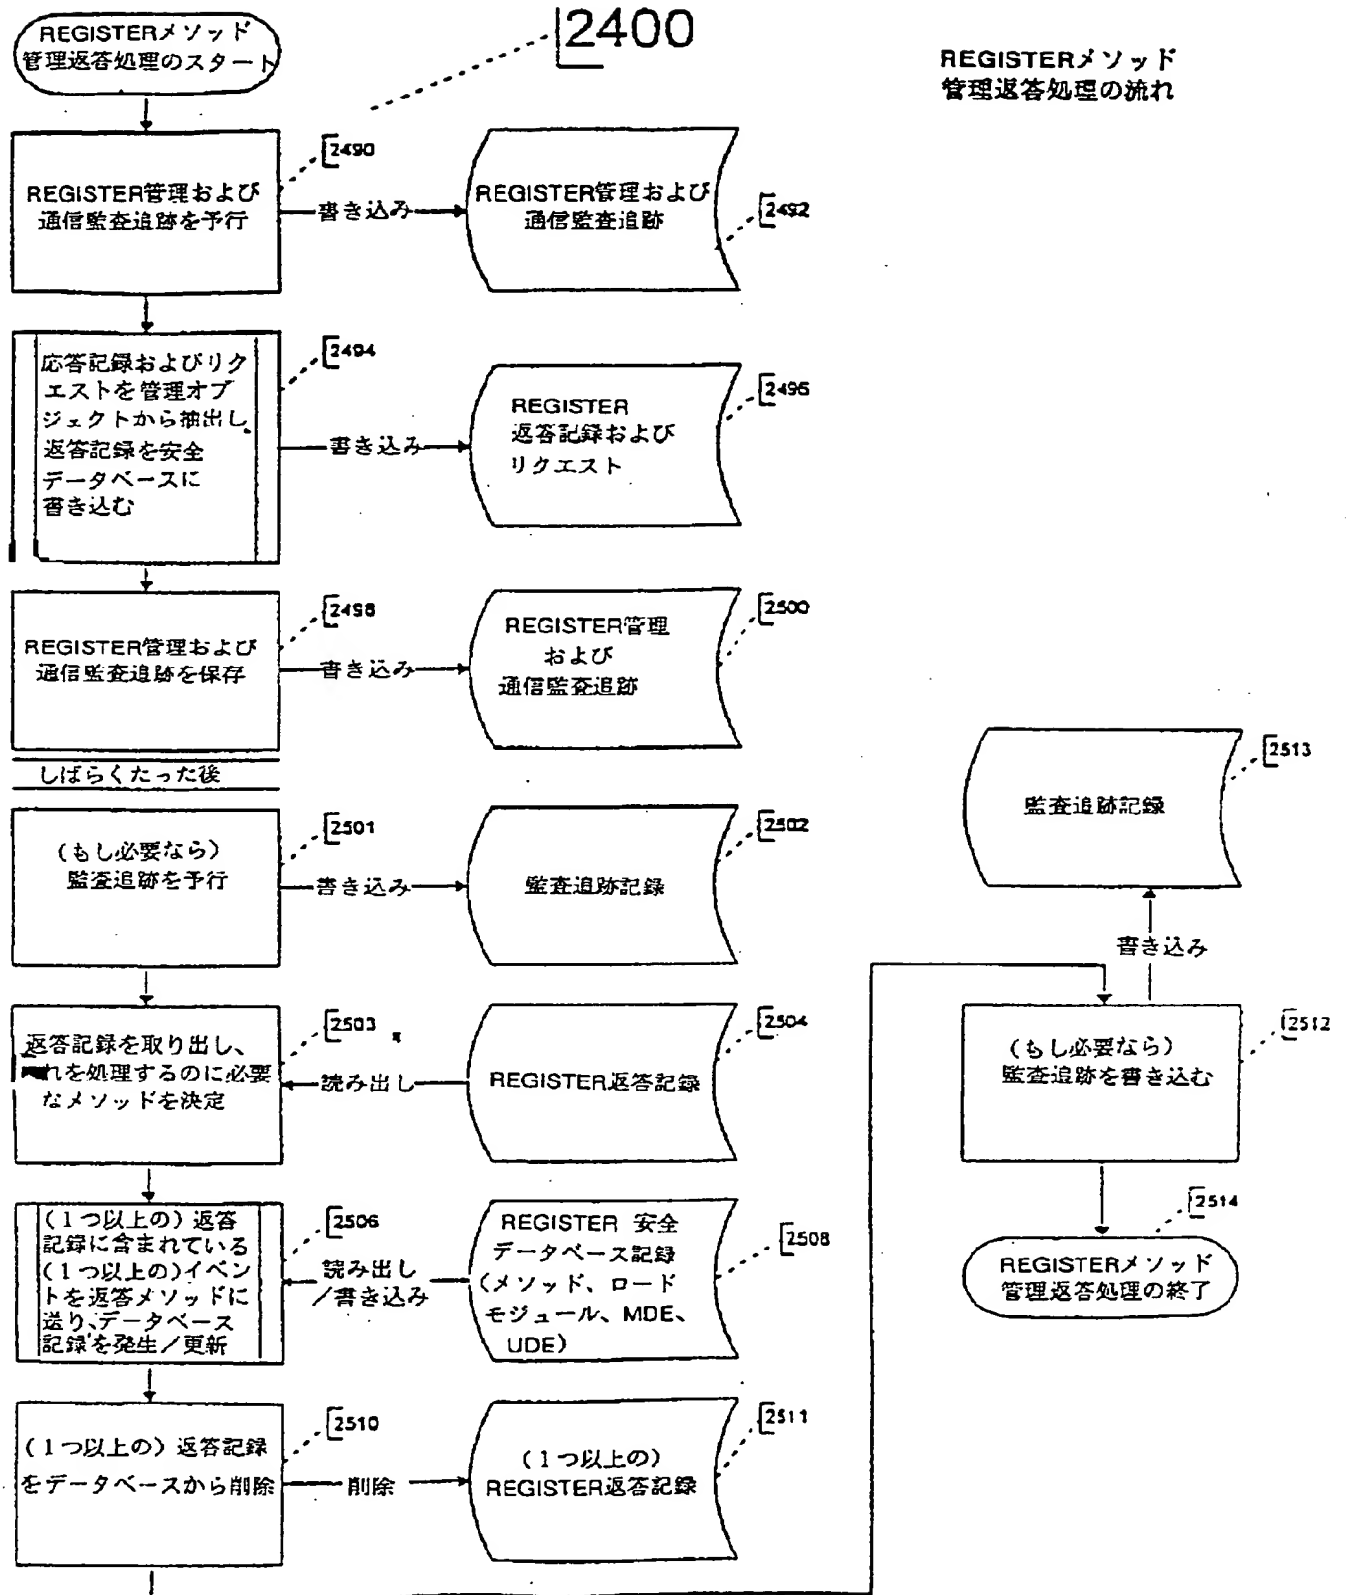 REGISTERメソッド
管理返答処理のスタート
2400
REGISTERメソッド
管理返答処理の流れ
REGISTER管理および
通信監査追跡を予行
2490
書き込み
REGISTER管理および
通信監査追跡
2492
応答記録およびリク
エストを管理オブ
ジェクトから抽出し
返答記録を安全
データベースに
書き込む
2494
書き込み
REGISTER
返答記録および
リクエスト
2496
REGISTER管理および
通信監査追跡を保存
2498
書き込み
REGISTER管理
および
通信監査追跡
2500
しばらくたった後
(もし必要なら)
監査追跡を予行
2501
書き込み
監査追跡記録
2502
返答記録を取り出し、
れを処理するのに必要
なメソッドを決定
2503
読み出し
REGISTER返答記録
2504
(1つ以上の)返答
記録に含まれている
(1つ以上の)イベン
トを返答メソッドに
送り、データベース
記録を発生/更新
2506
読み出し
/書き込み
REGISTER 安全
データベース記録
(メソッド、ロード
モジュール、MDE、
UDE)
2508
(1つ以上の)返答記録
をデータベースから削除
2510
削除
(1つ以上の)
REGISTER返答記録
2511
監査追跡記録
2513
書き込み
(もし必要なら)
監査追跡を書き込む
2512
2514
REGISTERメソッド
管理返答処理の終了